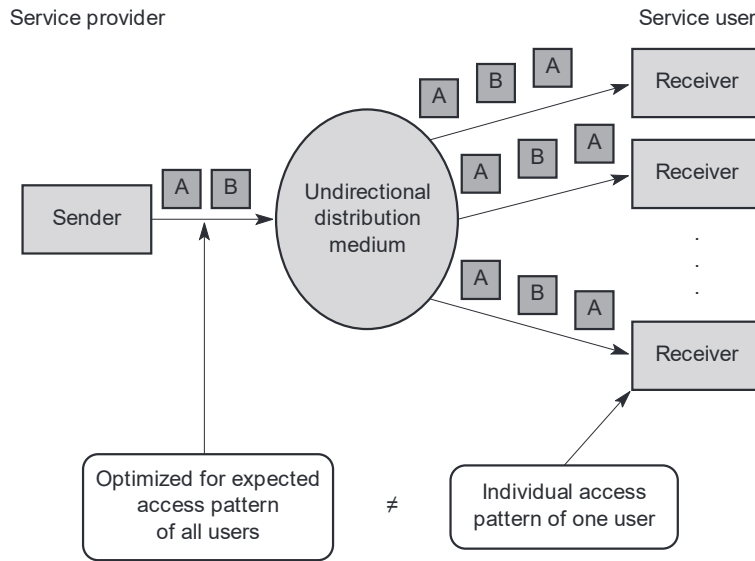 Service provider
Service user
A B A
Receiver
A B
A B A
Receiver
Sender
Undirectional
distribution
medium
.
.
.
A B A
Receiver
Optimized for expected
access pattern
of all users
≠
Individual access
pattern of one user